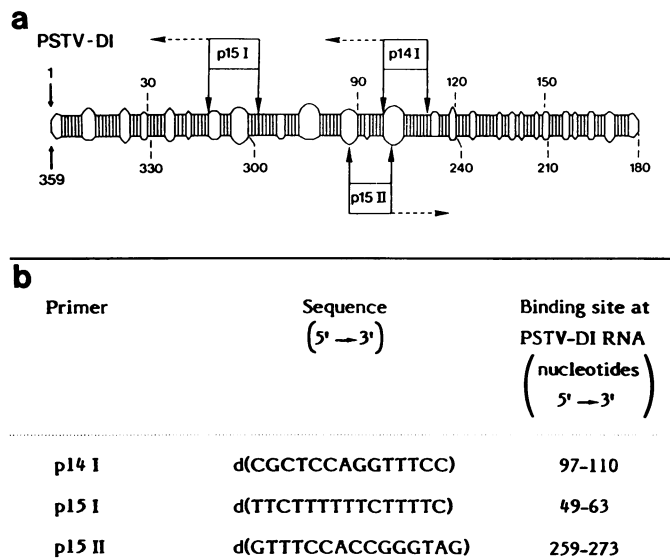 a
PSTV-DI
p15 I
p14 I
1
30
90
120
150
359
330
300
240
210
180
p15 II
b
Primer Sequence Binding site at
(5' → 3') PSTV-DI RNA
(nucleotides
5' → 3')
p14 I d(CGCTCCAGGTTTCC) 97-110
p15 I d(TTCTTTTTTCTTTTC) 49-63
p15 II d(GTTTCCACCGGGTAG) 259-273